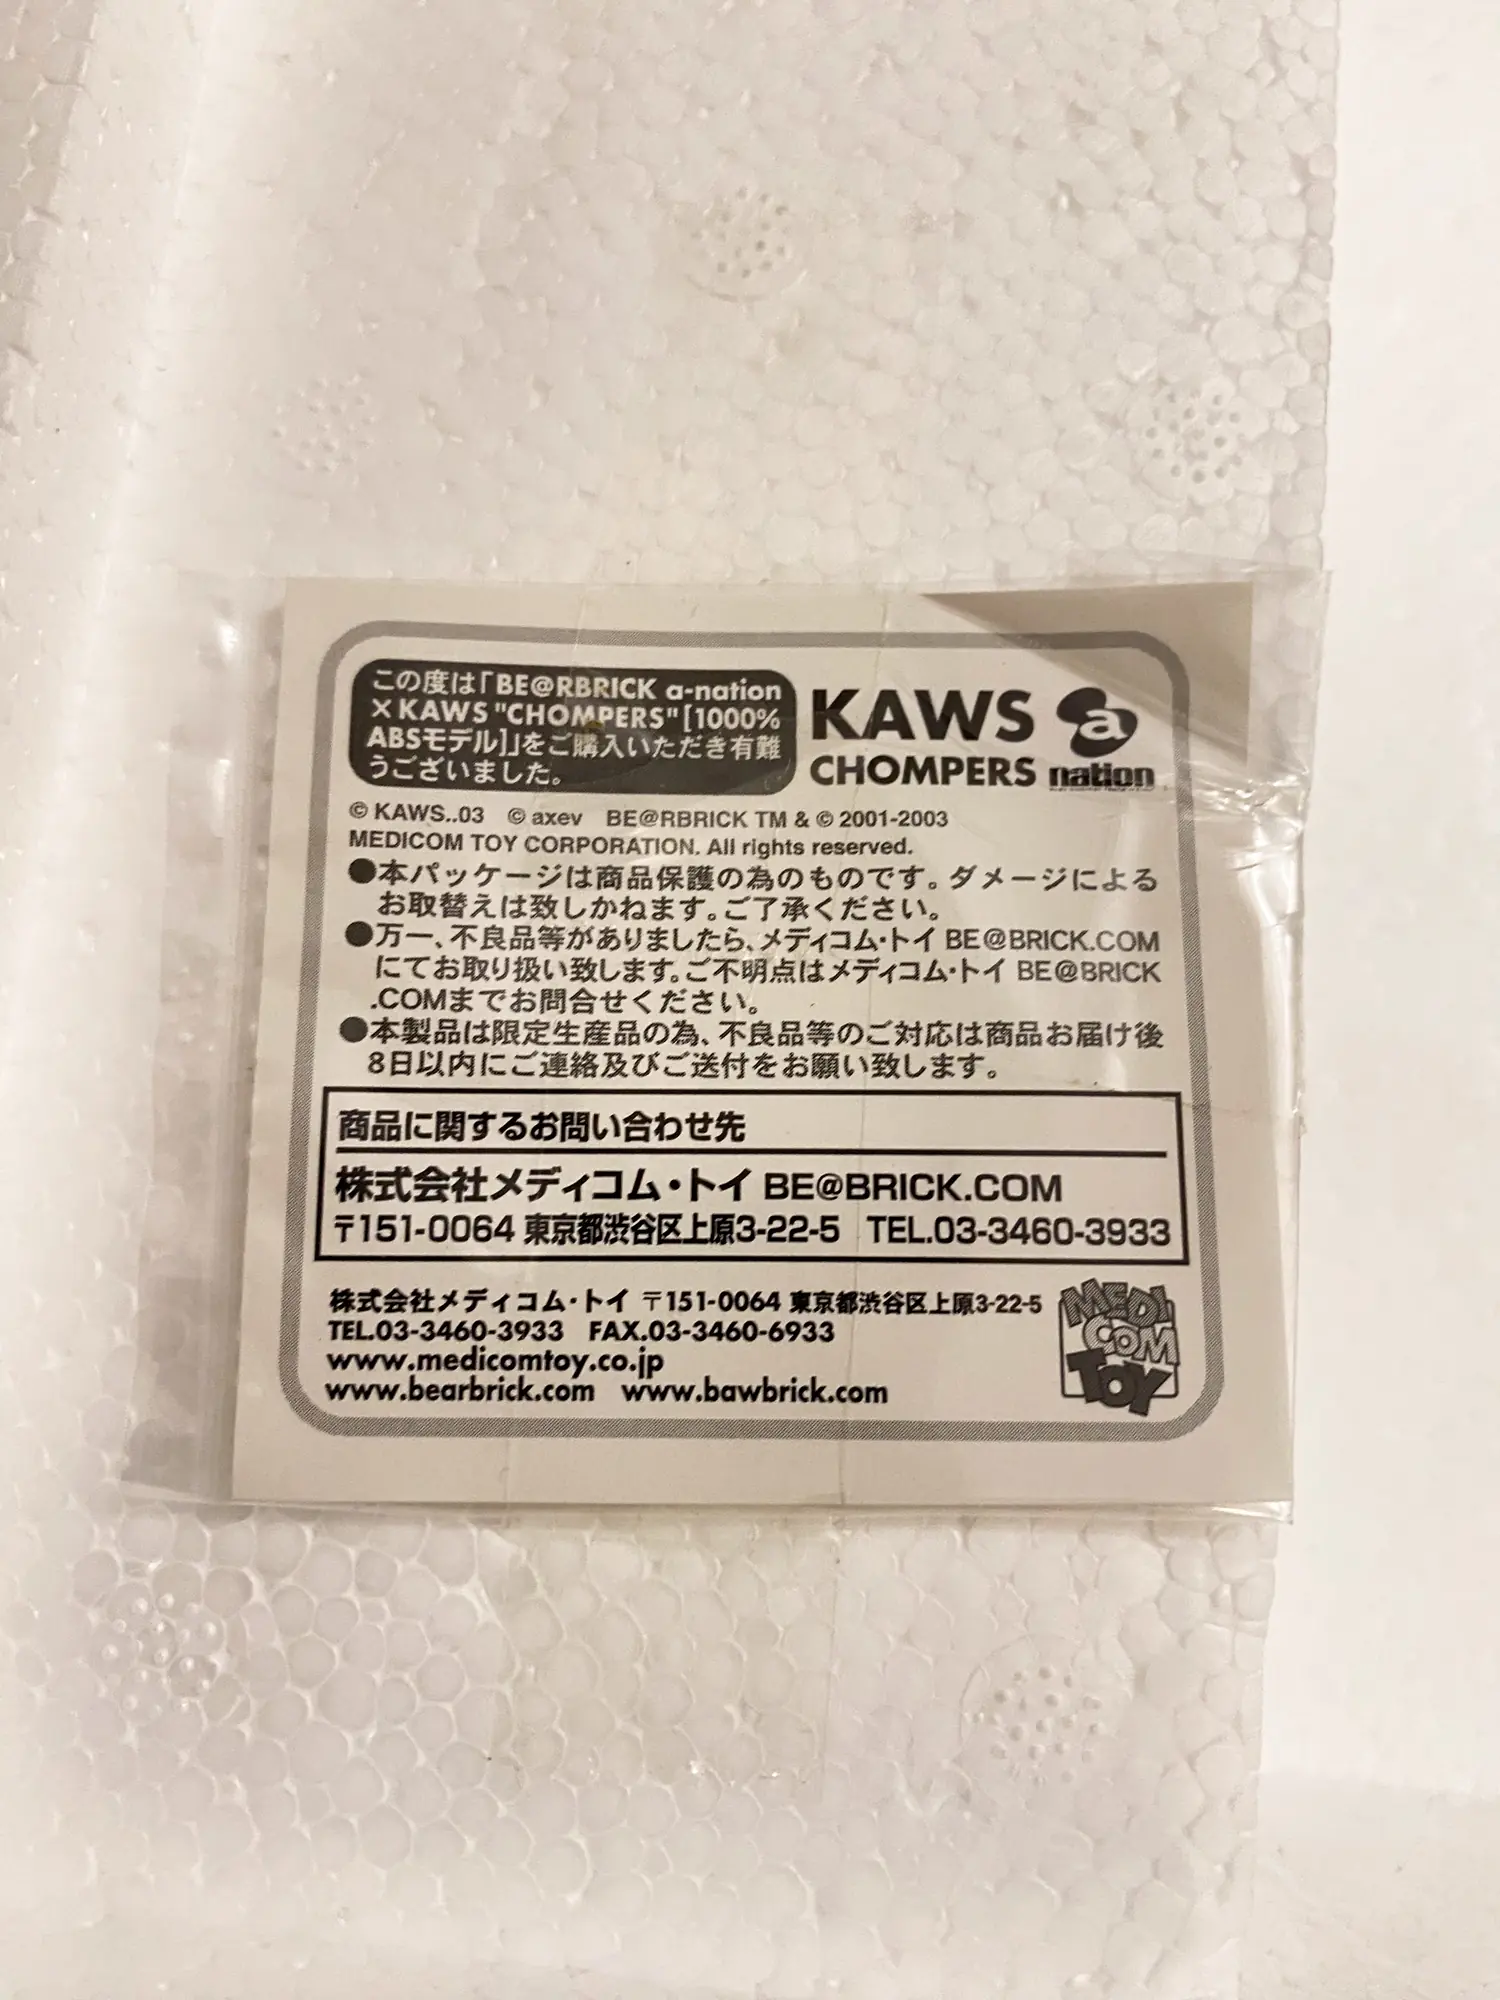 この度は「BE@RBRICK a-nation
×KAWS"CHOMPERS"[1000%
ABSモデル]」をご購入いただき有難
うございました。
KAWS
CHOMPERS
a
nation
© KAWS..03 © axev BE@RBRICK TM & © 2001-2003
MEDICOM TOY CORPORATION. All rights reserved.
●本パッケージは商品保護の為のものです。ダメージによる
お取替えは致しかねます。ご了承ください。
●万一、不良品等がありましたら、メディコム・トイ BE@BRICK.COM
にてお取り扱い致します。ご不明点はメディコム・トイ BE@BRICK
.COMまでお問合せください。
●本製品は限定生産品の為、不良品等のご対応は商品お届け後
8日以内にご連絡及びご送付をお願い致します。
商品に関するお問い合わせ先
株式会社メディコム・トイ BE@BRICK.COM
〒151-0064 東京都渋谷区上原3-22-5 TEL.03-3460-3933
株式会社メディコム・トイ 〒151-0064 東京都渋谷区上原3-22-5
TEL.03-3460-3933 FAX.03-3460-6933
www.medicomtoy.co.jp
www.bearbrick.com www.bawbrick.com
MEDI
COM
TOY